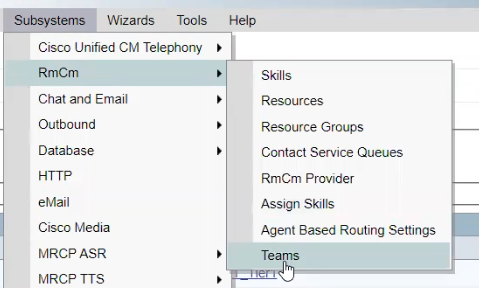 Subsystems Wizards Tools Help
Cisco Unified CM Telephony
RmCm
Chat and Email
Outbound
Database
HTTP
eMail
Cisco Media
MRCP ASR
MRCP TTS
Skills
Resources
Resource Groups
Contact Service Queues
RmCm Provider
Assign Skills
Agent Based Routing Settings
Teams